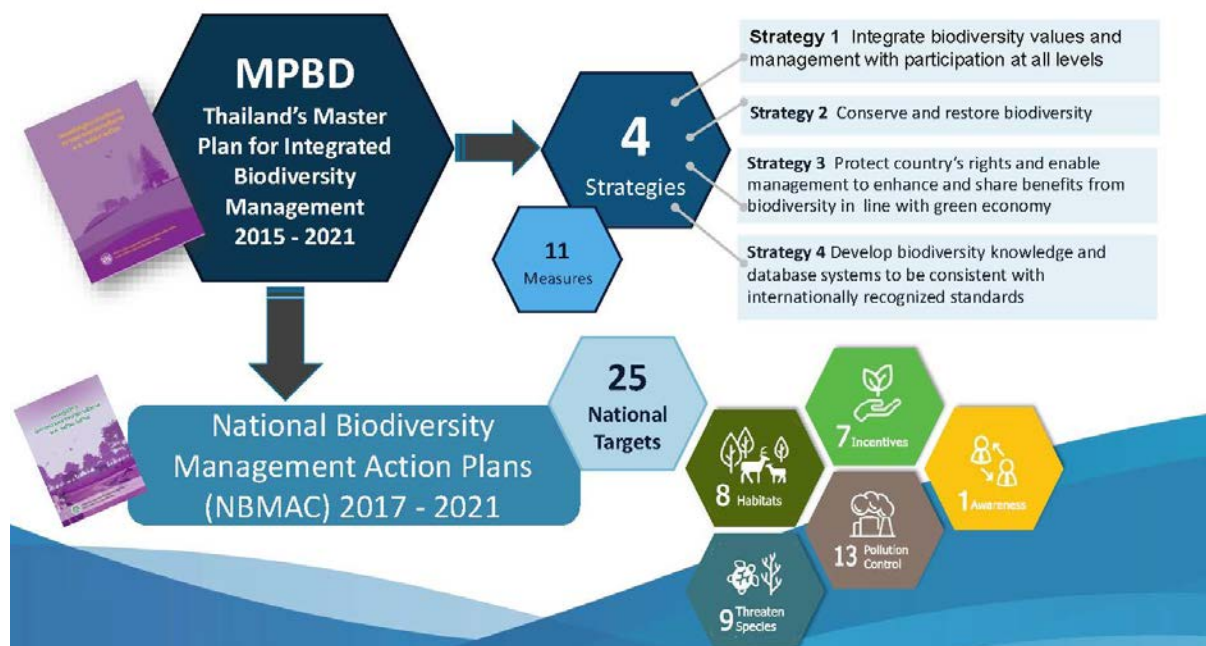 MPBD
Thailand's Master
Plan for Integrated
Biodiversity
Management
2015 - 2021
4
Strategies
11
Measures
Strategy 1 Integrate biodiversity values and
management with participation at all levels
Strategy 2 Conserve and restore biodiversity
Strategy 3 Protect country's rights and enable
management to enhance and share benefits from
biodiversity in line with green economy
Strategy 4 Develop biodiversity knowledge and
database systems to be consistent with
internationally recognized standards
National Biodiversity
Management Action Plans
(NBMAC) 2017 - 2021
25
National
Targets
7 Incentives
8 Habitats
1 Awareness
13 Pollution
Control
9 Threaten
Species